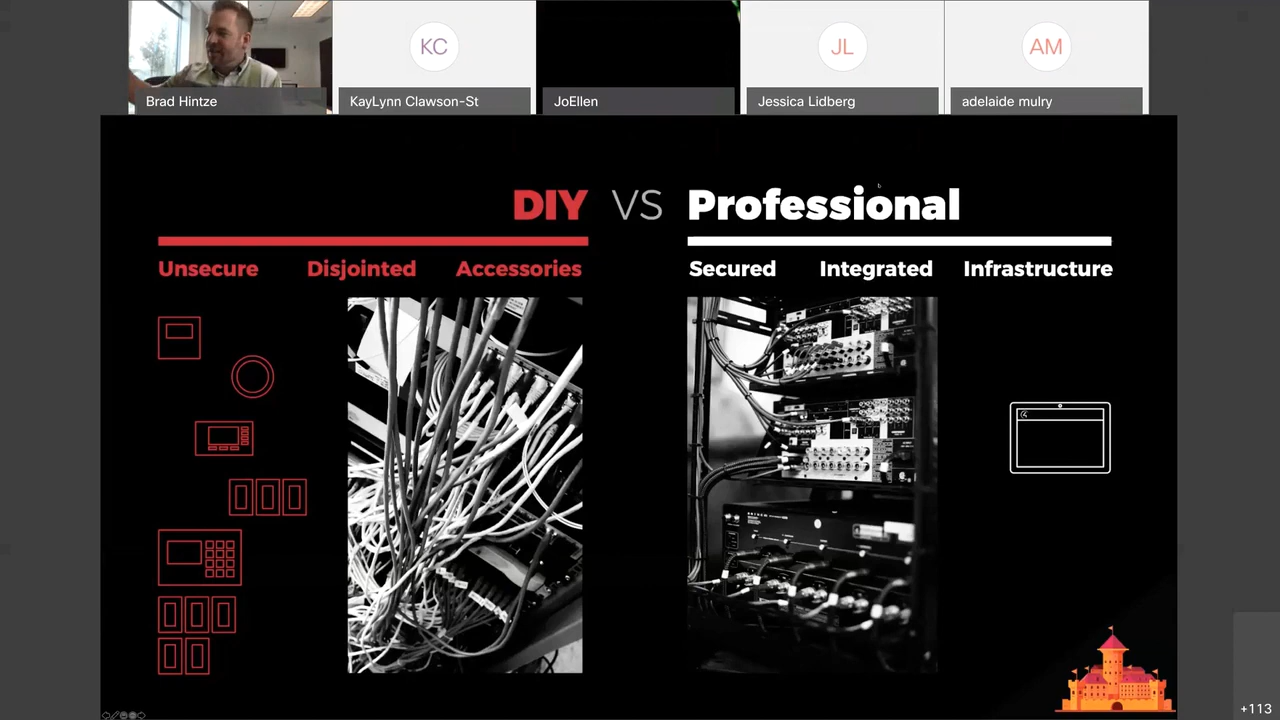 KC
JL
AM
Brad Hintze
KayLynn Clawson-St
JoEllen
Jessica Lidberg
adelaide mulry
DIY VS Professional
Unsecure Disjointed Accessories
Secured Integrated Infrastructure
+113